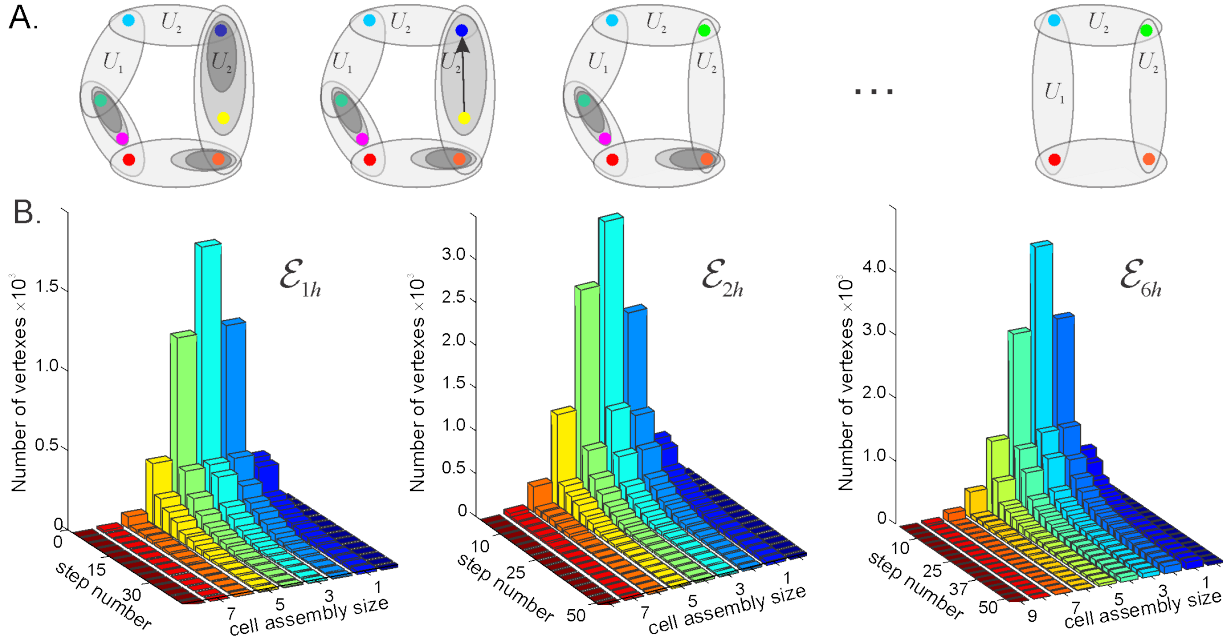 A.
U₂ U₂ U₂ U₂
U₁ U₂ U₁ U₂ U₁ U₂ ... U₁ U₂
B.
ℰ₁ₕ ℰ₂ₕ ℰ₆ₕ
Number of vertexes ×10³
1.5
1.0
0.5
0
0
15
30
step number
7 5 3 1
cell assembly size
Number of vertexes ×10³
3.0
2.5
2.0
1.5
1.0
0.5
0
10
25
50
step number
7 5 3 1
cell assembly size
Number of vertexes ×10³
4.0
3.0
2.0
1.0
0
10
25
37
50
step number
9 7 5 3 1
cell assembly size